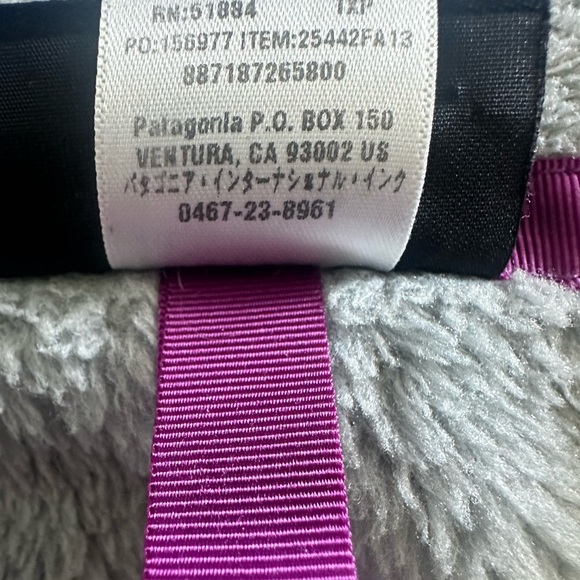 RN:51884 12P
PO:156977 ITEM:25442FA13
887187265800
Patagonia P.O. BOX 150
VENTURA, CA 93002 US
パタゴニア・インターナショナル・インク
0467-23-8961